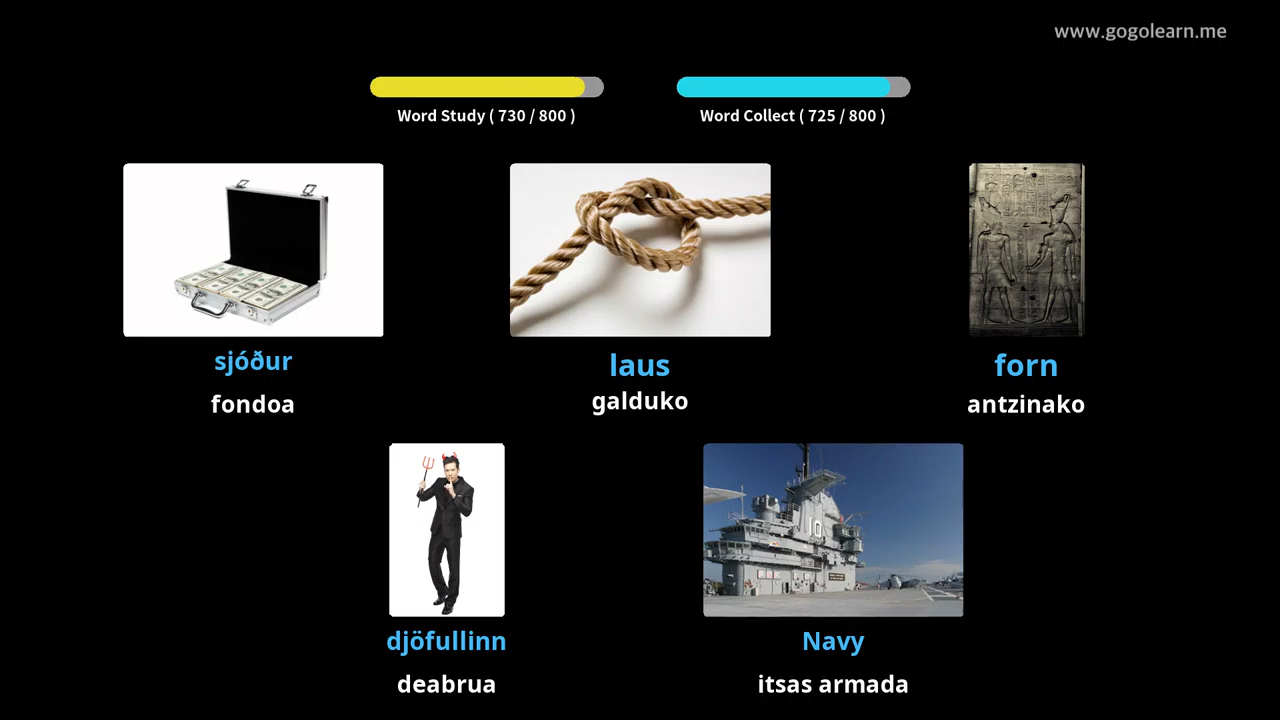 www.gogolearn.me
Word Study ( 730 / 800 )
Word Collect ( 725 / 800 )
sjóður
laus
forn
fondoa
galduko
antzinako
10
djöfullinn
Navy
deabrua
itsas armada